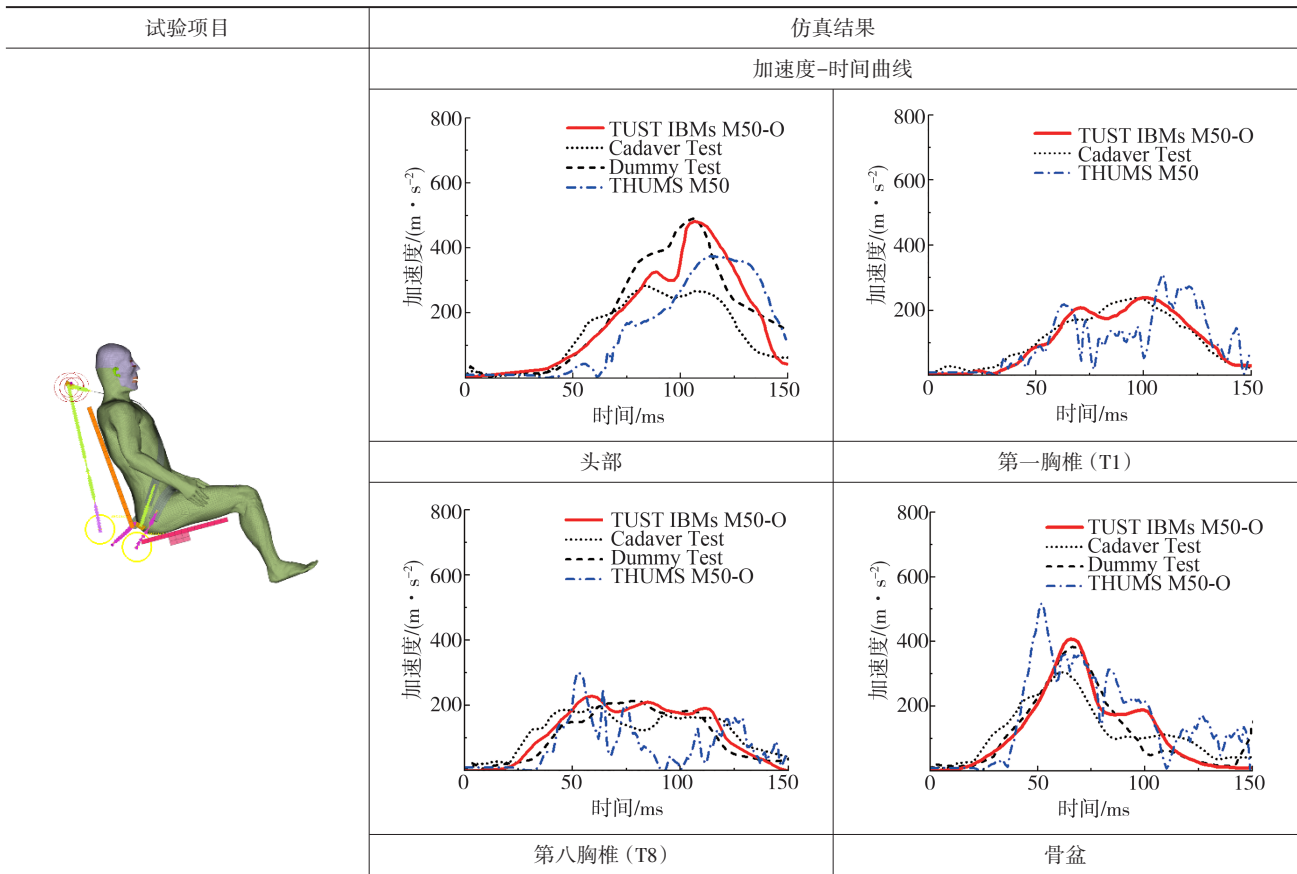 试验项目
仿真结果
加速度-时间曲线
800
600
400
200
0
50
100
150
加速度/(m·s⁻²)
时间/ms
TUST IBMs M50-O
Cadaver Test
Dummy Test
THUMS M50
800
600
400
200
0
50
100
150
加速度/(m·s⁻²)
时间/ms
TUST IBMs M50-O
Cadaver Test
THUMS M50
头部
第一胸椎(T1)
800
600
400
200
0
50
100
150
加速度/(m·s⁻²)
时间/ms
TUST IBMs M50-O
Cadaver Test
Dummy Test
THUMS M50-O
800
600
400
200
0
50
100
150
加速度/(m·s⁻²)
时间/ms
TUST IBMs M50-O
Cadaver Test
Dummy Test
THUMS M50-O
第八胸椎(T8)
骨盆